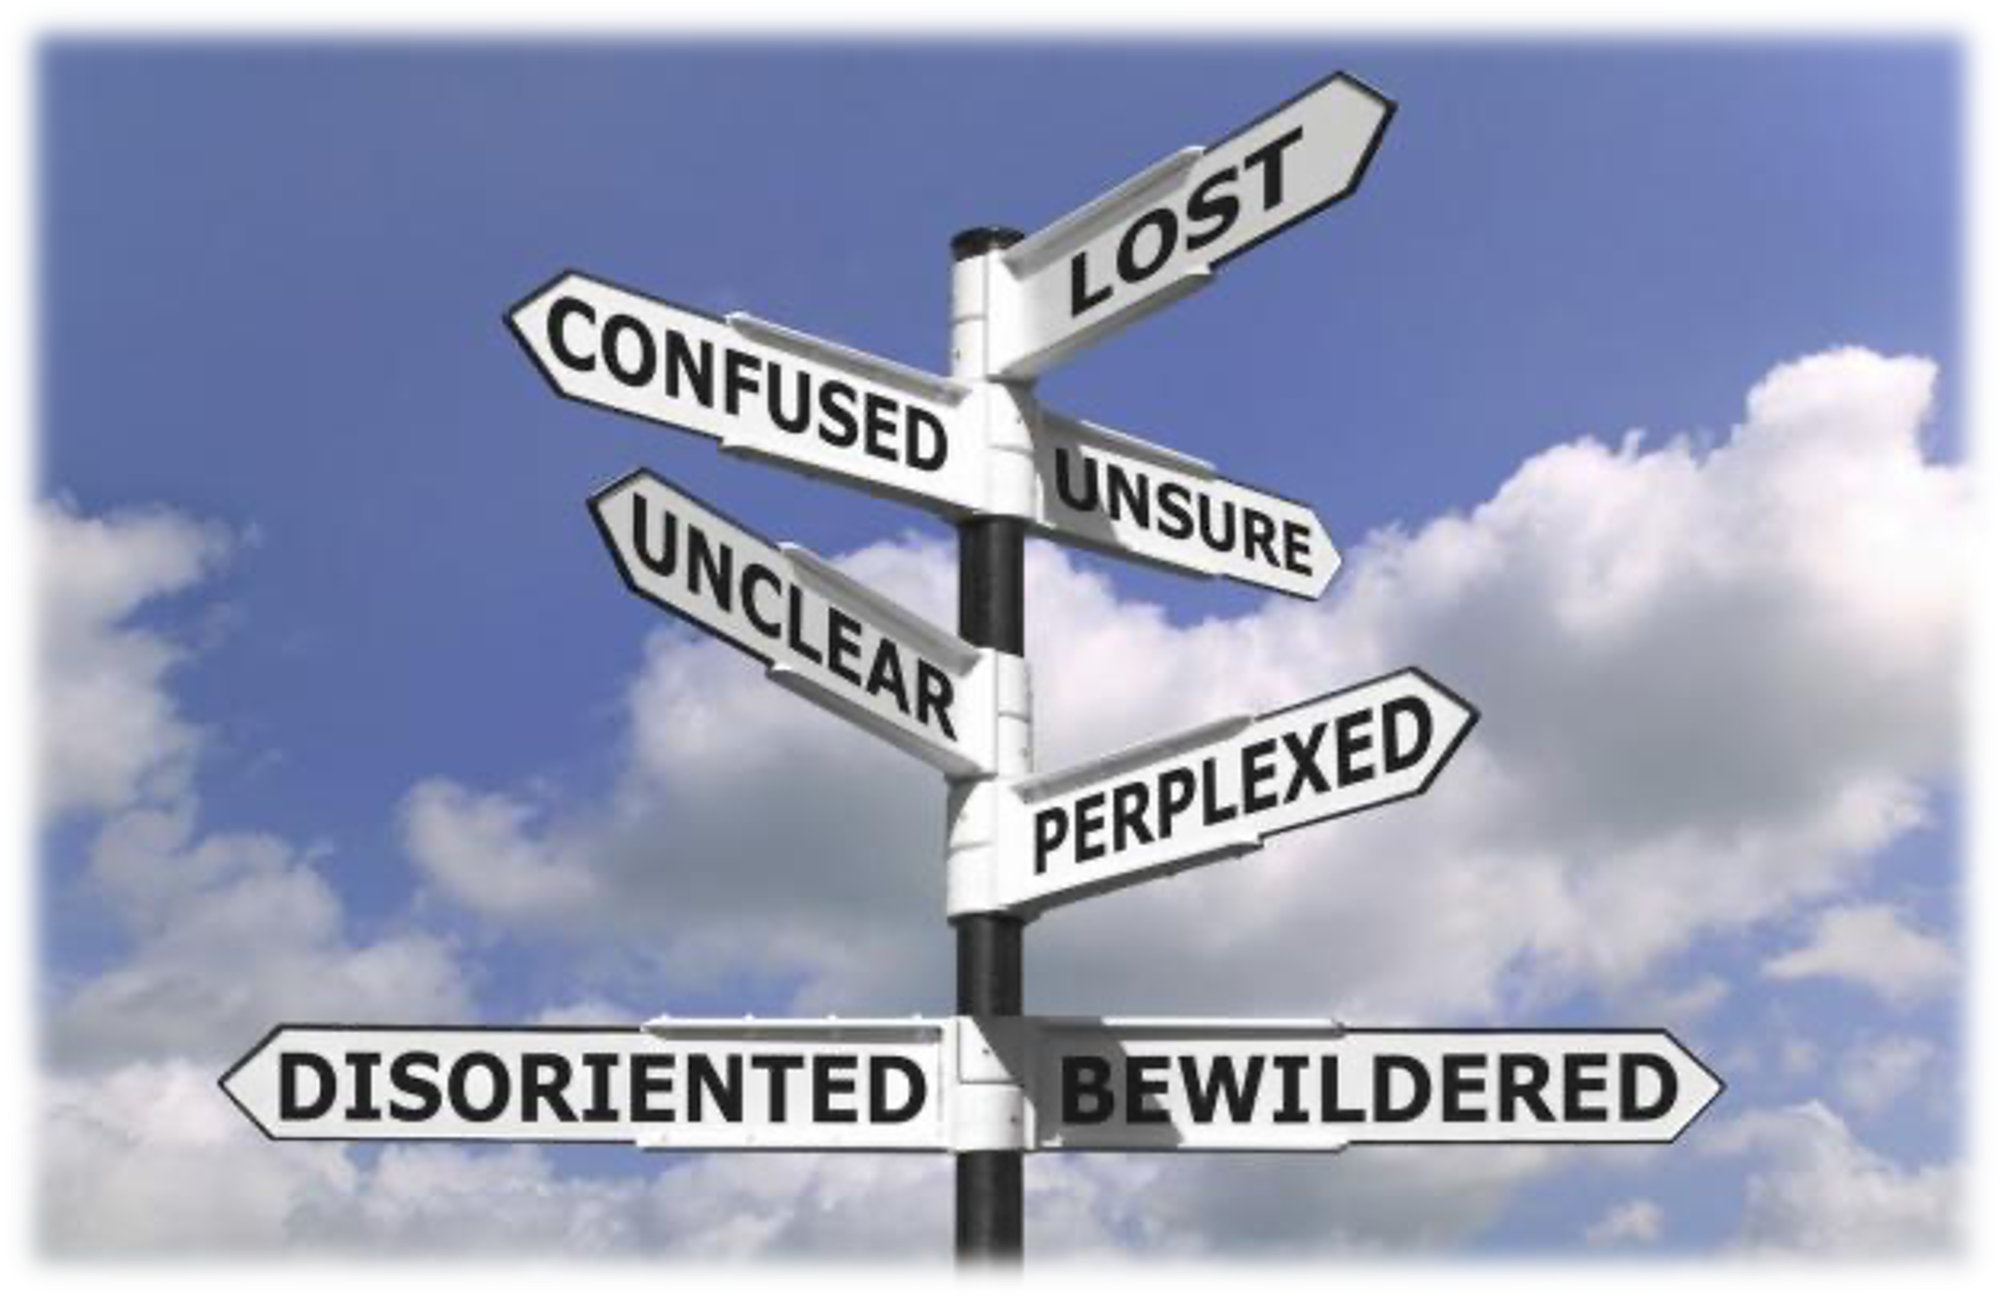 LOST
CONFUSED
UNSURE
UNCLEAR
PERPLEXED
DISORIENTED
BEWILDERED